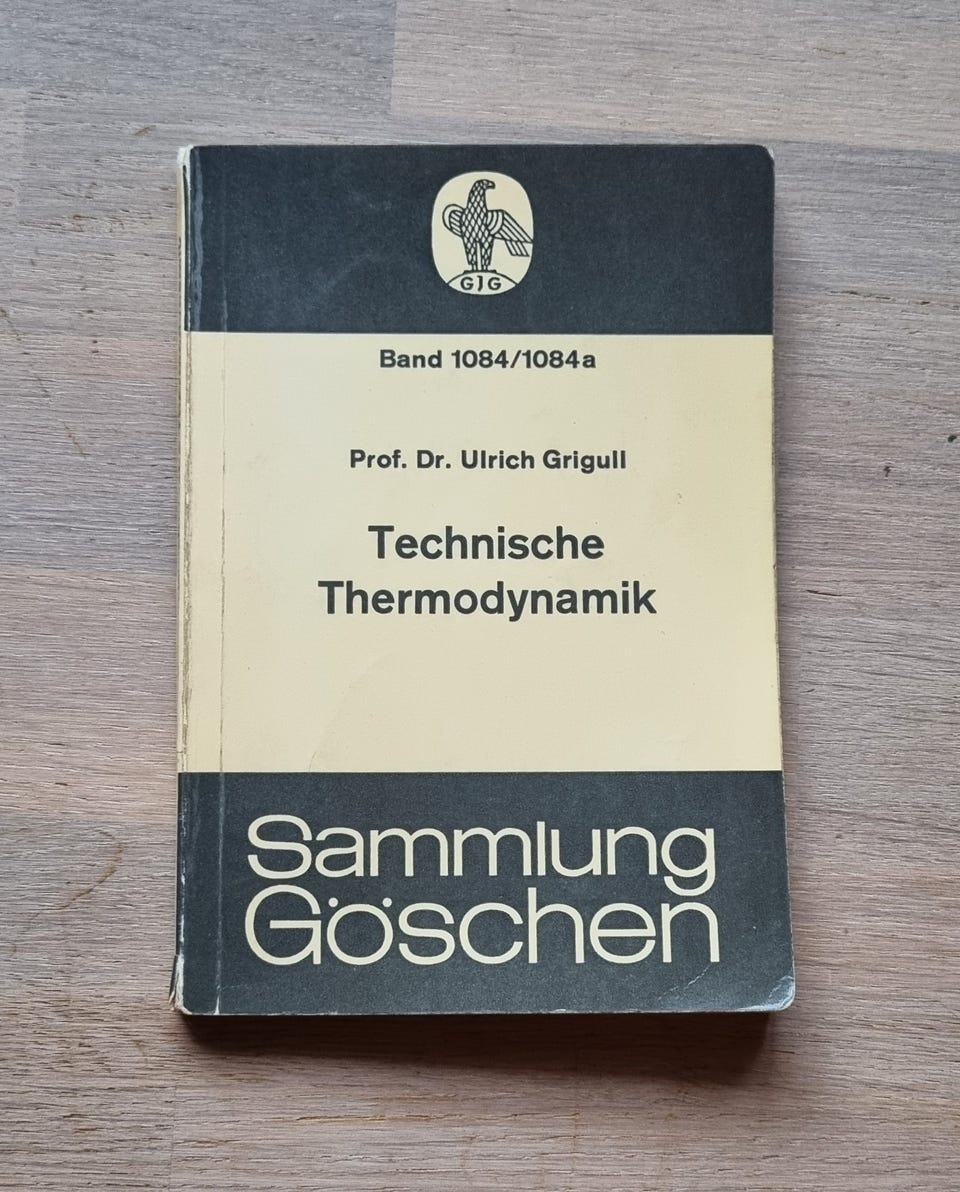 GJG
Band 1084/1084a
Prof. Dr. Ulrich Grigull
Technische
Thermodynamik
Sammlung
Göschen